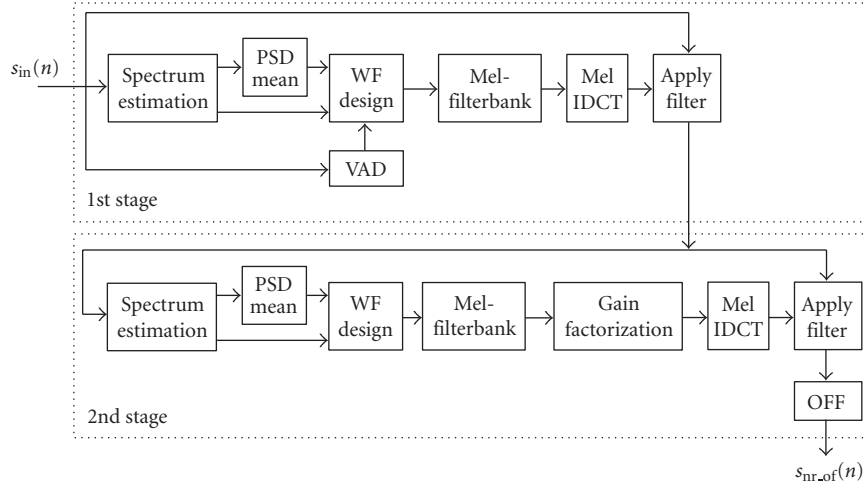 s_in(n)
Spectrum
estimation
PSD
mean
WF
design
Mel-
filterbank
Mel
IDCT
Apply
filter
VAD
1st stage
Spectrum
estimation
PSD
mean
WF
design
Mel-
filterbank
Gain
factorization
Mel
IDCT
Apply
filter
OFF
2nd stage
s_nr_of(n)